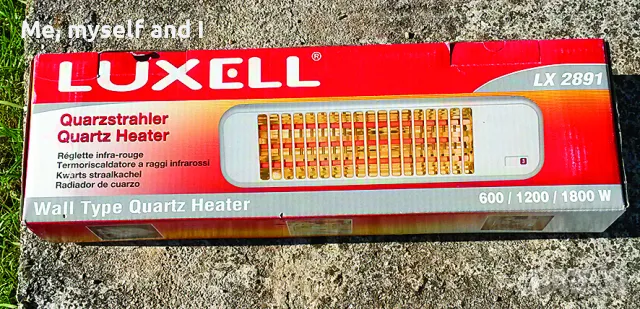 Me, myself and I
LUXELL®
LX 2891
Quarzstrahler
Quartz Heater
Réglette infra-rouge
Termoriscaldatore a raggi infrarossi
Kwarts straalkachel
Radiador de cuarzo
Wall Type Quartz Heater
600 / 1200 / 1800 W